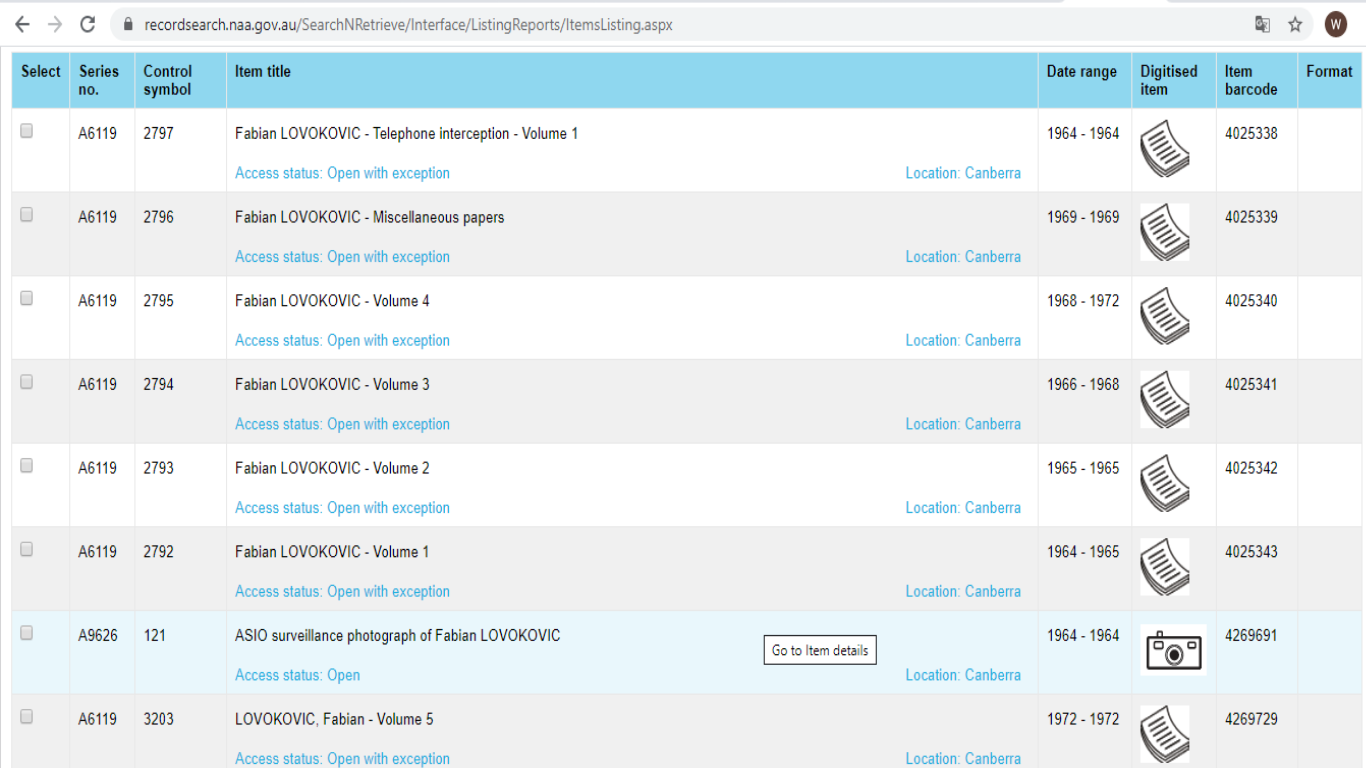 recordsearch.naa.gov.au/SearchNRetrieve/Interface/ListingReports/ItemsListing.aspx
W
Select Series no. Control symbol Item title Date range Digitised item Item barcode Format
A6119 2797 Fabian LOVOKOVIC - Telephone interception - Volume 1 1964 - 1964 4025338
Access status: Open with exception Location: Canberra
A6119 2796 Fabian LOVOKOVIC - Miscellaneous papers 1969 - 1969 4025339
Access status: Open with exception Location: Canberra
A6119 2795 Fabian LOVOKOVIC - Volume 4 1968 - 1972 4025340
Access status: Open with exception Location: Canberra
A6119 2794 Fabian LOVOKOVIC - Volume 3 1966 - 1968 4025341
Access status: Open with exception Location: Canberra
A6119 2793 Fabian LOVOKOVIC - Volume 2 1965 - 1965 4025342
Access status: Open with exception Location: Canberra
A6119 2792 Fabian LOVOKOVIC - Volume 1 1964 - 1965 4025343
Access status: Open with exception Location: Canberra
A9626 121 ASIO surveillance photograph of Fabian LOVOKOVIC 1964 - 1964 4269691
Go to Item details
Access status: Open Location: Canberra
A6119 3203 LOVOKOVIC, Fabian - Volume 5 1972 - 1972 4269729
Access status: Open with exception Location: Canberra